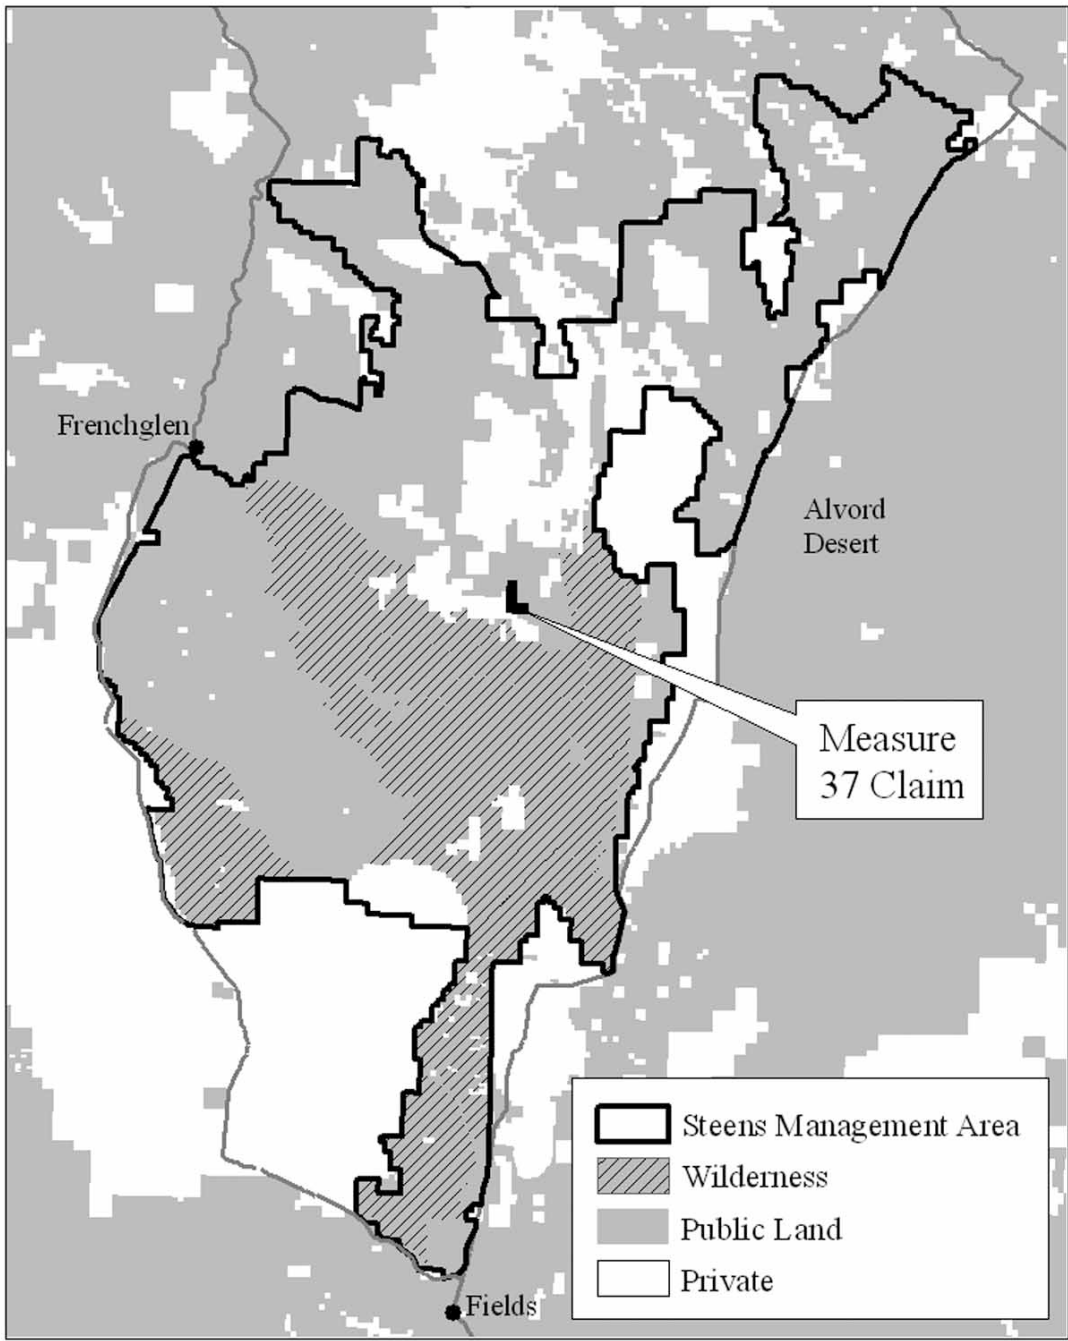 Frenchglen
Alvord
Desert
Measure
37 Claim
Steens Management Area
Wilderness
Public Land
Private
Fields